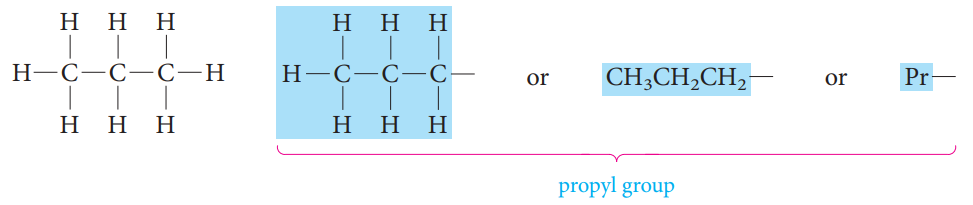 H H H H H H
H—C—C—C—H H—C—C—C— or CH₃CH₂CH₂— or Pr—
H H H H H H
propyl group